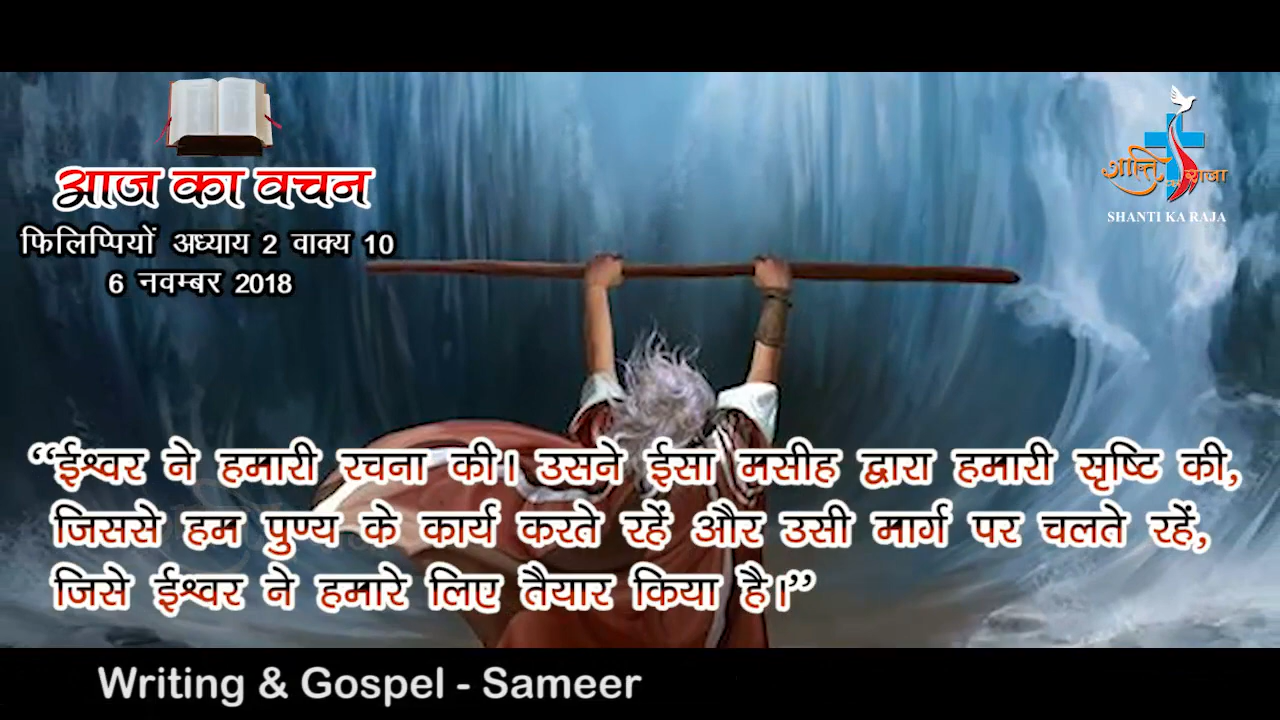 आज का वचन
फिलिप्पियों अध्याय 2 वाक्य 10
6 नवम्बर 2018
शान्ति का राजा
SHANTI KA RAJA
“ईश्वर ने हमारी रचना की। उसने ईसा मसीह द्वारा हमारी सृष्टि की,
जिससे हम पुण्य के कार्य करते रहें और उसी मार्ग पर चलते रहें,
जिसे ईश्वर ने हमारे लिए तैयार किया है।”
Writing & Gospel - Sameer